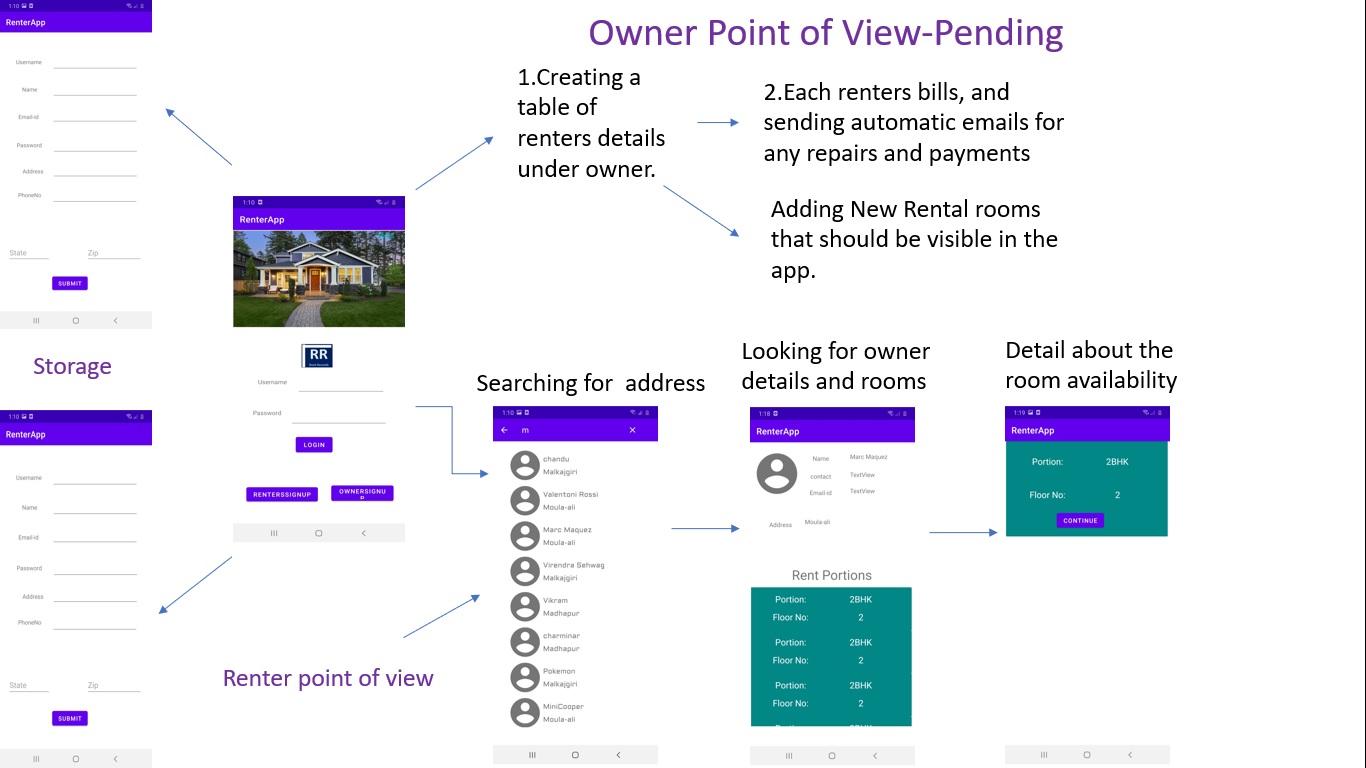 1:10
RenterApp
Username
Name
Email-id
Password
Address
PhoneNo
State Zip
SUBMIT
Storage
1:10
RenterApp
Username
Name
Email-id
Password
Address
PhoneNo
State Zip
SUBMIT
1:10
RenterApp
RR
Username
Password
LOGIN
RENTERSSIGNUP
OWNERSIGNU
P
Renter point of view
Owner Point of View-Pending
1.Creating a
table of
renters details
under owner.
2.Each renters bills, and
sending automatic emails for
any repairs and payments
Adding New Rental rooms
that should be visible in the
app.
Searching for address
1:10
m
chandu
Malkajgiri
Valentoni Rossi
Moula-ali
Marc Maquez
Moula-ali
Virendra Sehwag
Malkajgiri
Vikram
Madhapur
charminar
Madhapur
Pokemon
Malkajgiri
MiniCooper
Moula-ali
Looking for owner
details and rooms
1:18
RenterApp
Name Marc Maquez
contact TextView
Email-id TextView
Address Moula-ali
Rent Portions
Portion: 2BHK
Floor No: 2
Portion: 2BHK
Floor No: 2
Portion: 2BHK
Floor No: 2
Detail about the
room availability
1:19
RenterApp
Portion: 2BHK
Floor No: 2
CONTINUE